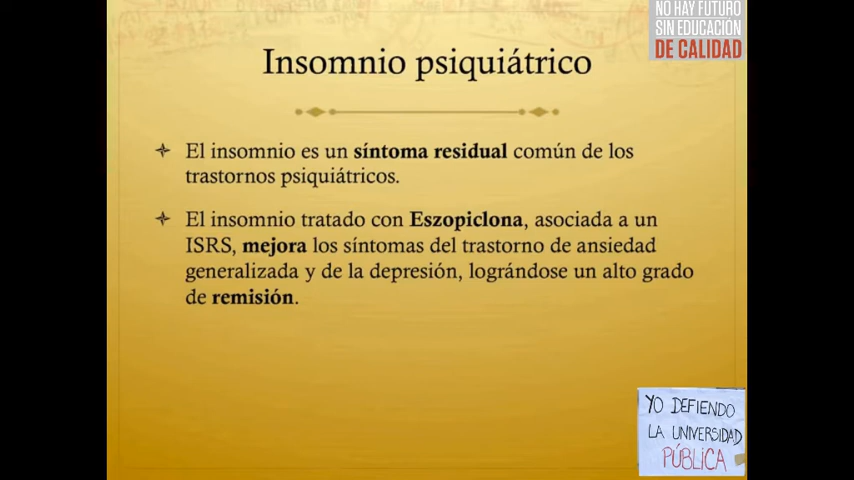 NO HAY FUTURO
SIN EDUCACIÓN
DE CALIDAD
Insomnio psiquiátrico
El insomnio es un síntoma residual común de los
trastornos psiquiátricos.
El insomnio tratado con Eszopiclona, asociada a un
ISRS, mejora los síntomas del trastorno de ansiedad
generalizada y de la depresión, lográndose un alto grado
de remisión.
YO DEFIENDO
LA UNIVERSIDAD
PÚBLICA